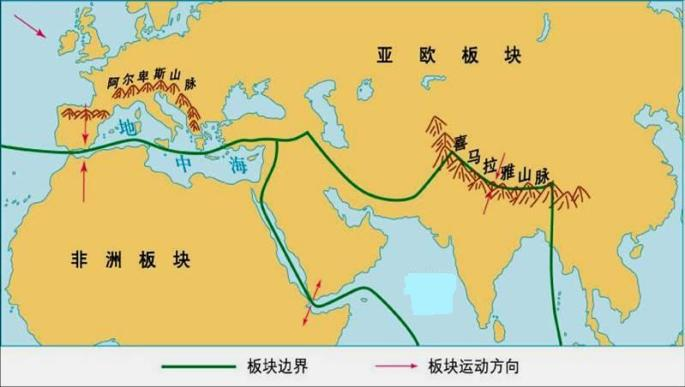 亚欧板块
阿尔卑斯山脉
地中海
喜马拉雅山脉
非洲板块
板块边界
板块运动方向